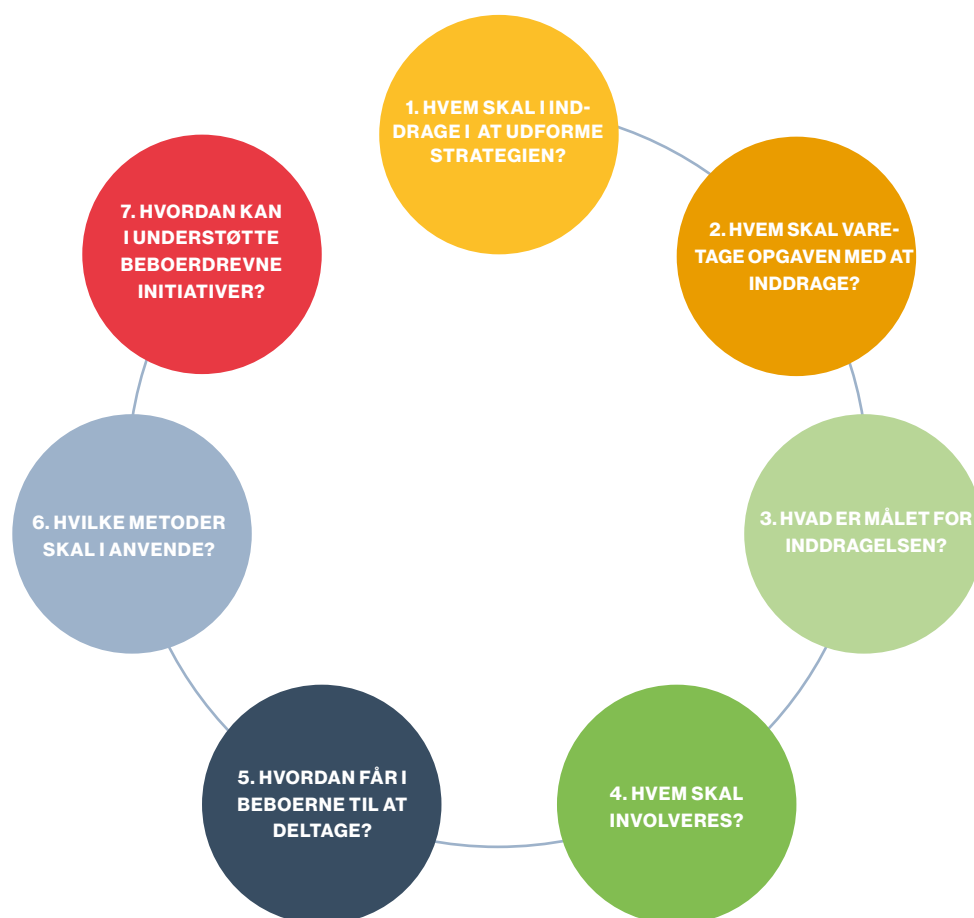 1. HVEM SKAL I IND-
DRAGE I AT UDFORME
STRATEGIEN?
2. HVEM SKAL VARE-
TAGE OPGAVEN MED AT
INDDRAGE?
3. HVAD ER MÅLET FOR
INDDRAGELSEN?
4. HVEM SKAL
INVOLVERES?
5. HVORDAN FÅR I
BEBOERNE TIL AT
DELTAGE?
6. HVILKE METODER
SKAL I ANVENDE?
7. HVORDAN KAN
I UNDERSTØTTE
BEBOERDREVNE
INITIATIVER?